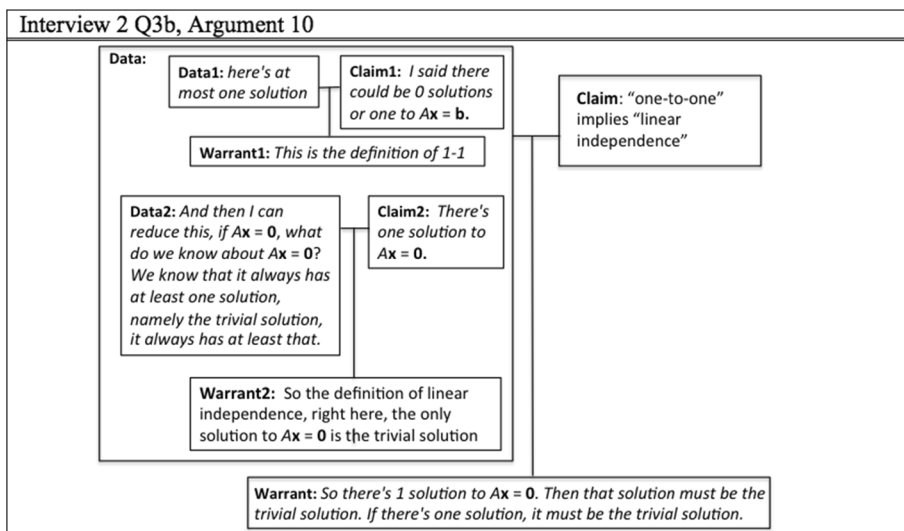 Interview 2 Q3b, Argument 10
Data:
Data1: here's at
most one solution
Claim1: I said there
could be 0 solutions
or one to Ax = b.
Warrant1: This is the definition of 1-1
Data2: And then I can
reduce this, if Ax = 0, what
do we know about Ax = 0?
We know that it always has
at least one solution,
namely the trivial solution,
it always has at least that.
Claim2: There's
one solution to
Ax = 0.
Warrant2: So the definition of linear
independence, right here, the only
solution to Ax = 0 is the trivial solution
Claim: “one-to-one”
implies “linear
independence”
Warrant: So there's 1 solution to Ax = 0. Then that solution must be the
trivial solution. If there's one solution, it must be the trivial solution.